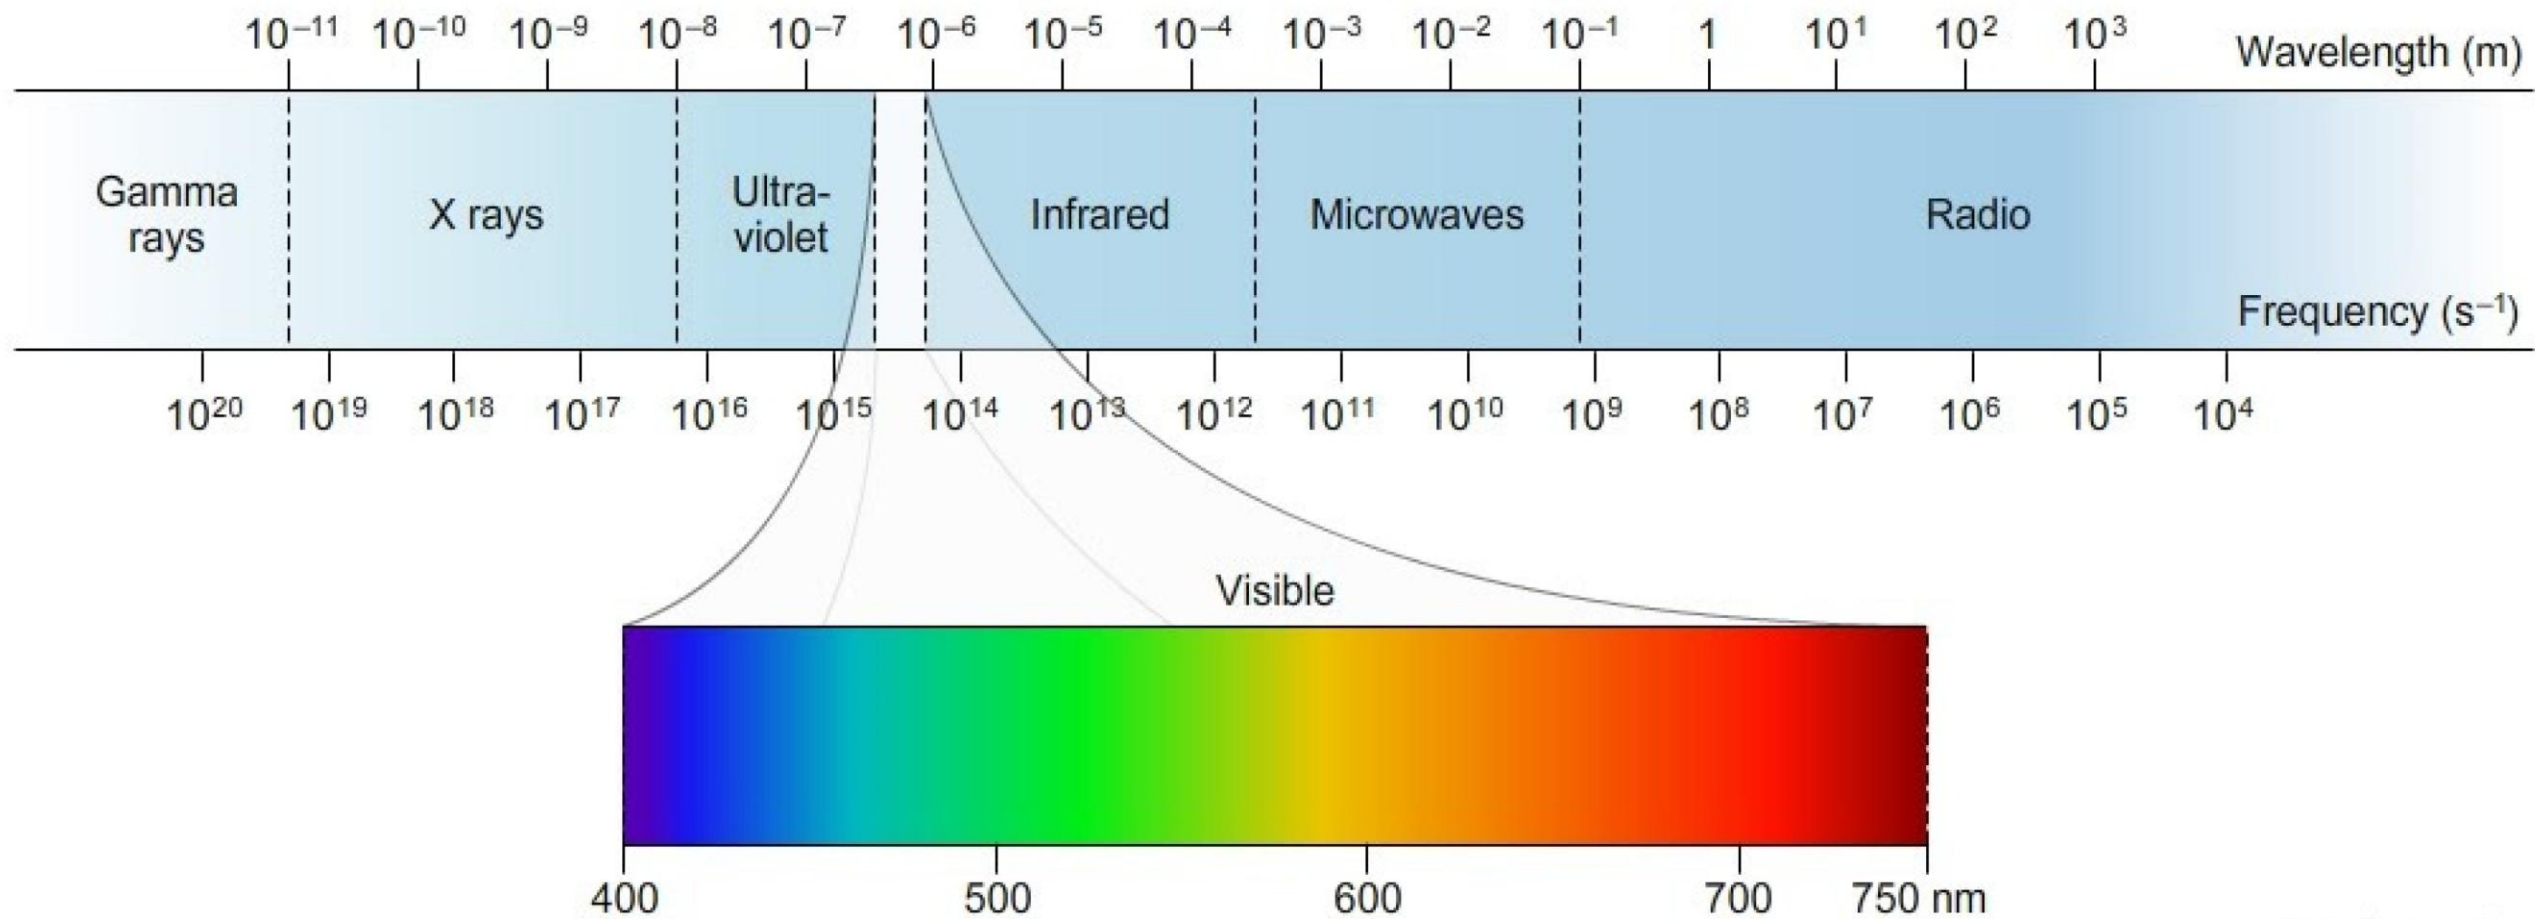 10⁻¹¹ 10⁻¹⁰ 10⁻⁹ 10⁻⁸ 10⁻⁷ 10⁻⁶ 10⁻⁵ 10⁻⁴ 10⁻³ 10⁻² 10⁻¹ 1 10¹ 10² 10³ Wavelength (m)
Gamma
rays
X rays
Ultra-
violet
Infrared
Microwaves
Radio
Frequency (s⁻¹)
10²⁰ 10¹⁹ 10¹⁸ 10¹⁷ 10¹⁶ 10¹⁵ 10¹⁴ 10¹³ 10¹² 10¹¹ 10¹⁰ 10⁹ 10⁸ 10⁷ 10⁶ 10⁵ 10⁴
Visible
400 500 600 700 750 nm